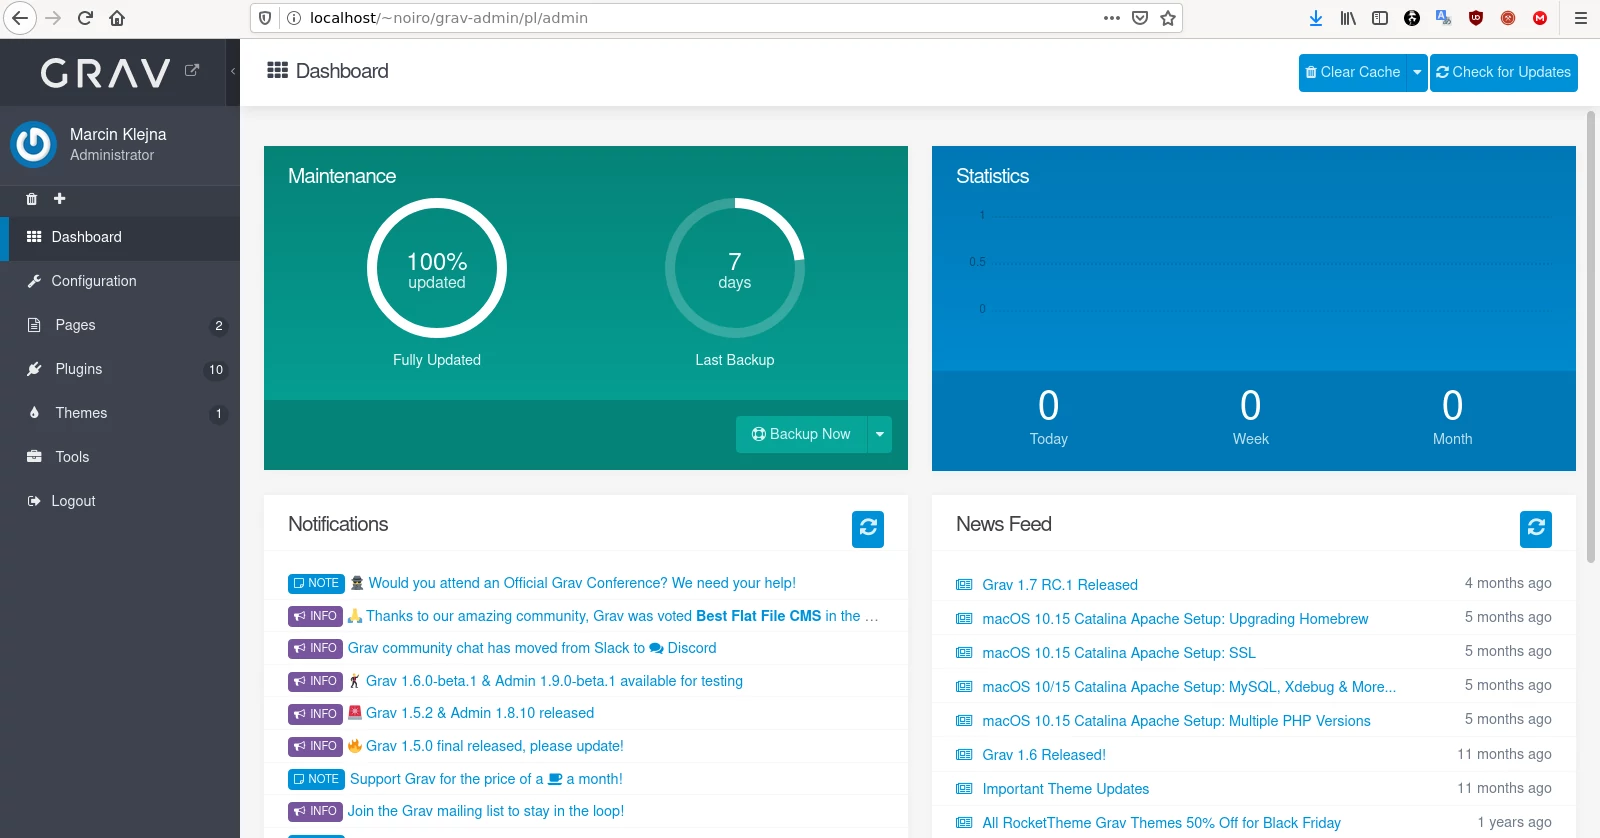 localhost/~noiro/grav-admin/pl/admin
GRAV
Dashboard
Clear Cache
Check for Updates
Marcin Klejna
Administrator
Dashboard
Configuration
Pages 2
Plugins 10
Themes 1
Tools
Logout
Maintenance
100%
updated
Fully Updated
7
days
Last Backup
Backup Now
Statistics
1
0.5
0
0 0 0
Today Week Month
Notifications
NOTE Would you attend an Official Grav Conference? We need your help!
INFO Thanks to our amazing community, Grav was voted Best Flat File CMS in the ...
INFO Grav community chat has moved from Slack to Discord
INFO Grav 1.6.0-beta.1 & Admin 1.9.0-beta.1 available for testing
INFO Grav 1.5.2 & Admin 1.8.10 released
INFO Grav 1.5.0 final released, please update!
NOTE Support Grav for the price of a a month!
INFO Join the Grav mailing list to stay in the loop!
News Feed
Grav 1.7 RC.1 Released 4 months ago
macOS 10.15 Catalina Apache Setup: Upgrading Homebrew 5 months ago
macOS 10.15 Catalina Apache Setup: SSL 5 months ago
macOS 10/15 Catalina Apache Setup: MySQL, Xdebug & More... 5 months ago
macOS 10.15 Catalina Apache Setup: Multiple PHP Versions 5 months ago
Grav 1.6 Released! 11 months ago
Important Theme Updates 11 months ago
All RocketTheme Grav Themes 50% Off for Black Friday 1 years ago